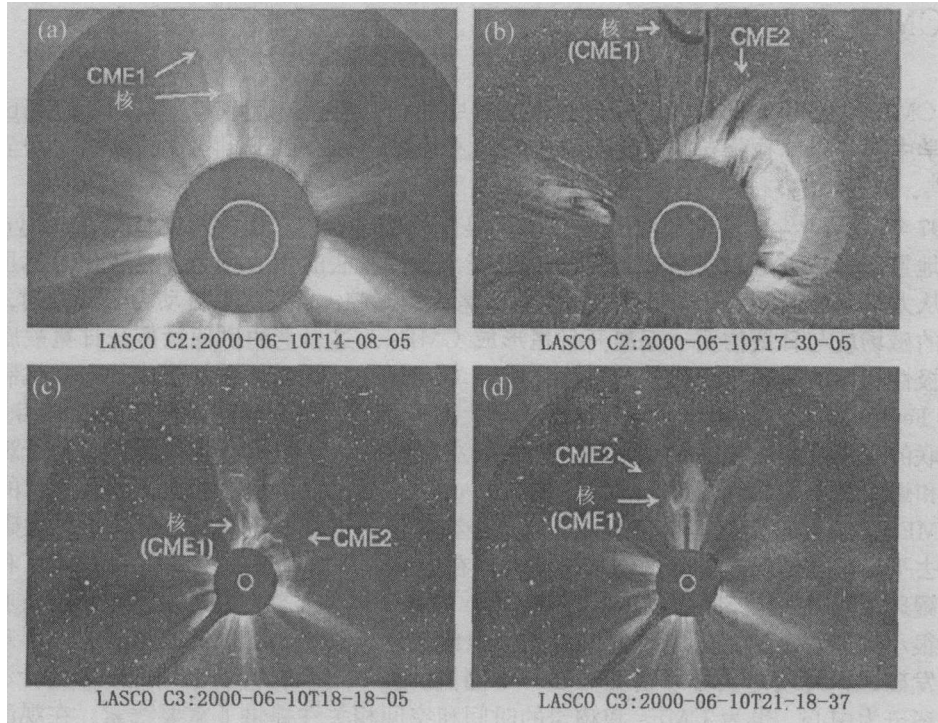 (a)
CME1
核
LASCO C2:2000-06-10T14-08-05
(b)
核
(CME1)
CME2
LASCO C2:2000-06-10T17-30-05
(c)
核
(CME1)
CME2
LASCO C3:2000-06-10T18-18-05
(d)
CME2
核
(CME1)
LASCO C3:2000-06-10T21-18-37